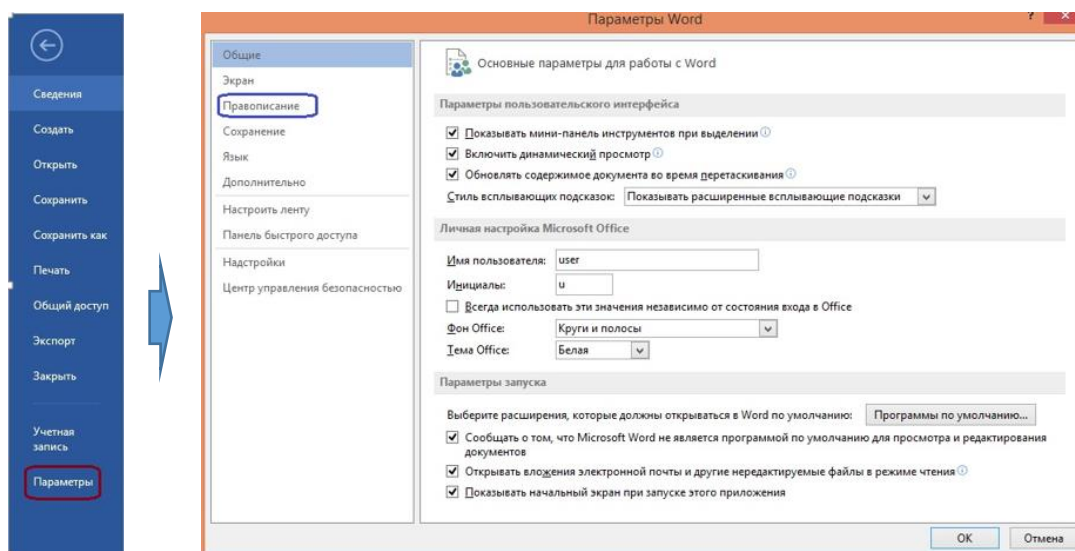 Сведения
Создать
Открыть
Сохранить
Сохранить как
Печать
Общий доступ
Экспорт
Закрыть
Учетная
запись
Параметры
Параметры Word
?
Общие
Экран
Правописание
Сохранение
Язык
Дополнительно
Настроить ленту
Панель быстрого доступа
Надстройки
Центр управления безопасностью
Основные параметры для работы с Word
Параметры пользовательского интерфейса
Показывать мини-панель инструментов при выделении
Включить динамический просмотр
Обновлять содержимое документа во время перетаскивания
Стиль всплывающих подсказок: Показывать расширенные всплывающие подсказки
Личная настройка Microsoft Office
Имя пользователя: user
Инициалы: u
Всегда использовать эти значения независимо от состояния входа в Office
Фон Office: Круги и полосы
Тема Office: Белая
Параметры запуска
Выберите расширения, которые должны открываться в Word по умолчанию: Программы по умолчанию...
Сообщать о том, что Microsoft Word не является программой по умолчанию для просмотра и редактирования
документов
Открывать вложения электронной почты и другие нередактируемые файлы в режиме чтения
Показывать начальный экран при запуске этого приложения
OK Отмена